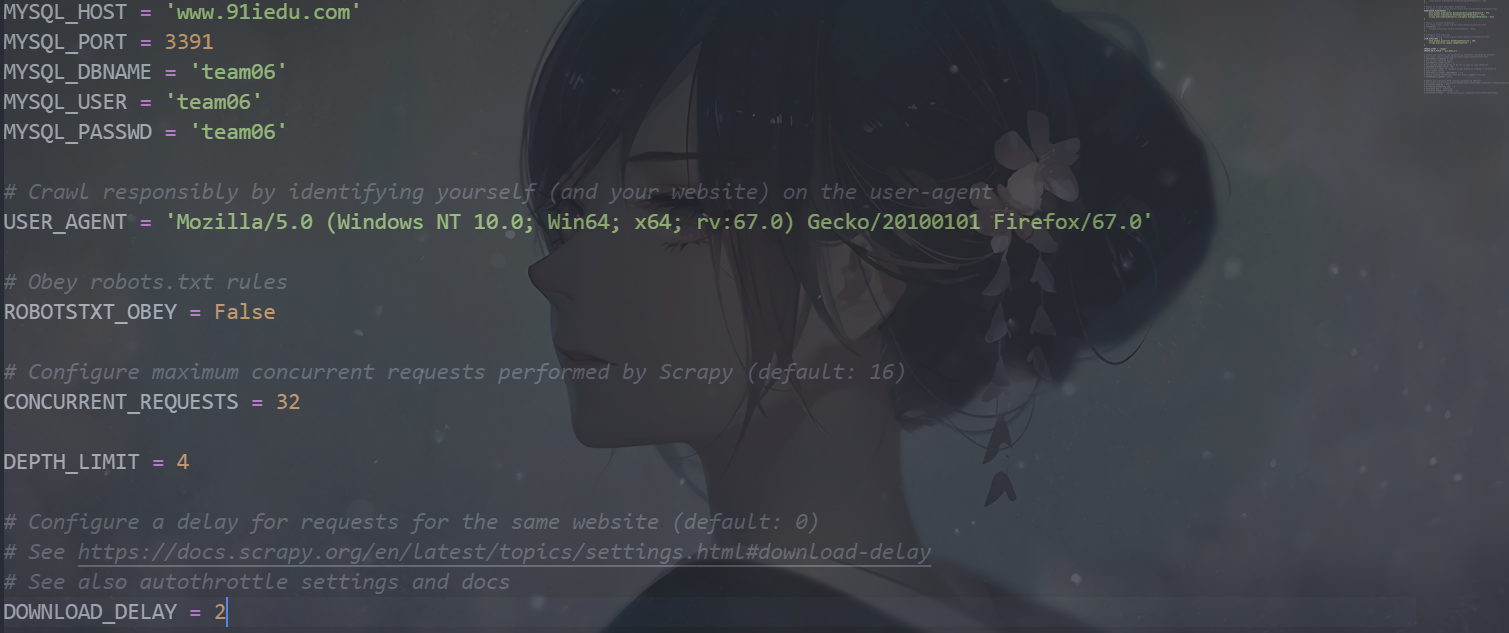 MYSQL_HOST = 'www.91iedu.com'
MYSQL_PORT = 3391
MYSQL_DBNAME = 'team06'
MYSQL_USER = 'team06'
MYSQL_PASSWD = 'team06'
# Crawl responsibly by identifying yourself (and your website) on the user-agent
USER_AGENT = 'Mozilla/5.0 (Windows NT 10.0; Win64; x64; rv:67.0) Gecko/20100101 Firefox/67.0'
# Obey robots.txt rules
ROBOTSTXT_OBEY = False
# Configure maximum concurrent requests performed by Scrapy (default: 16)
CONCURRENT_REQUESTS = 32
DEPTH_LIMIT = 4
# Configure a delay for requests for the same website (default: 0)
# See https://docs.scrapy.org/en/latest/topics/settings.html#download-delay
# See also autothrottle settings and docs
DOWNLOAD_DELAY = 2